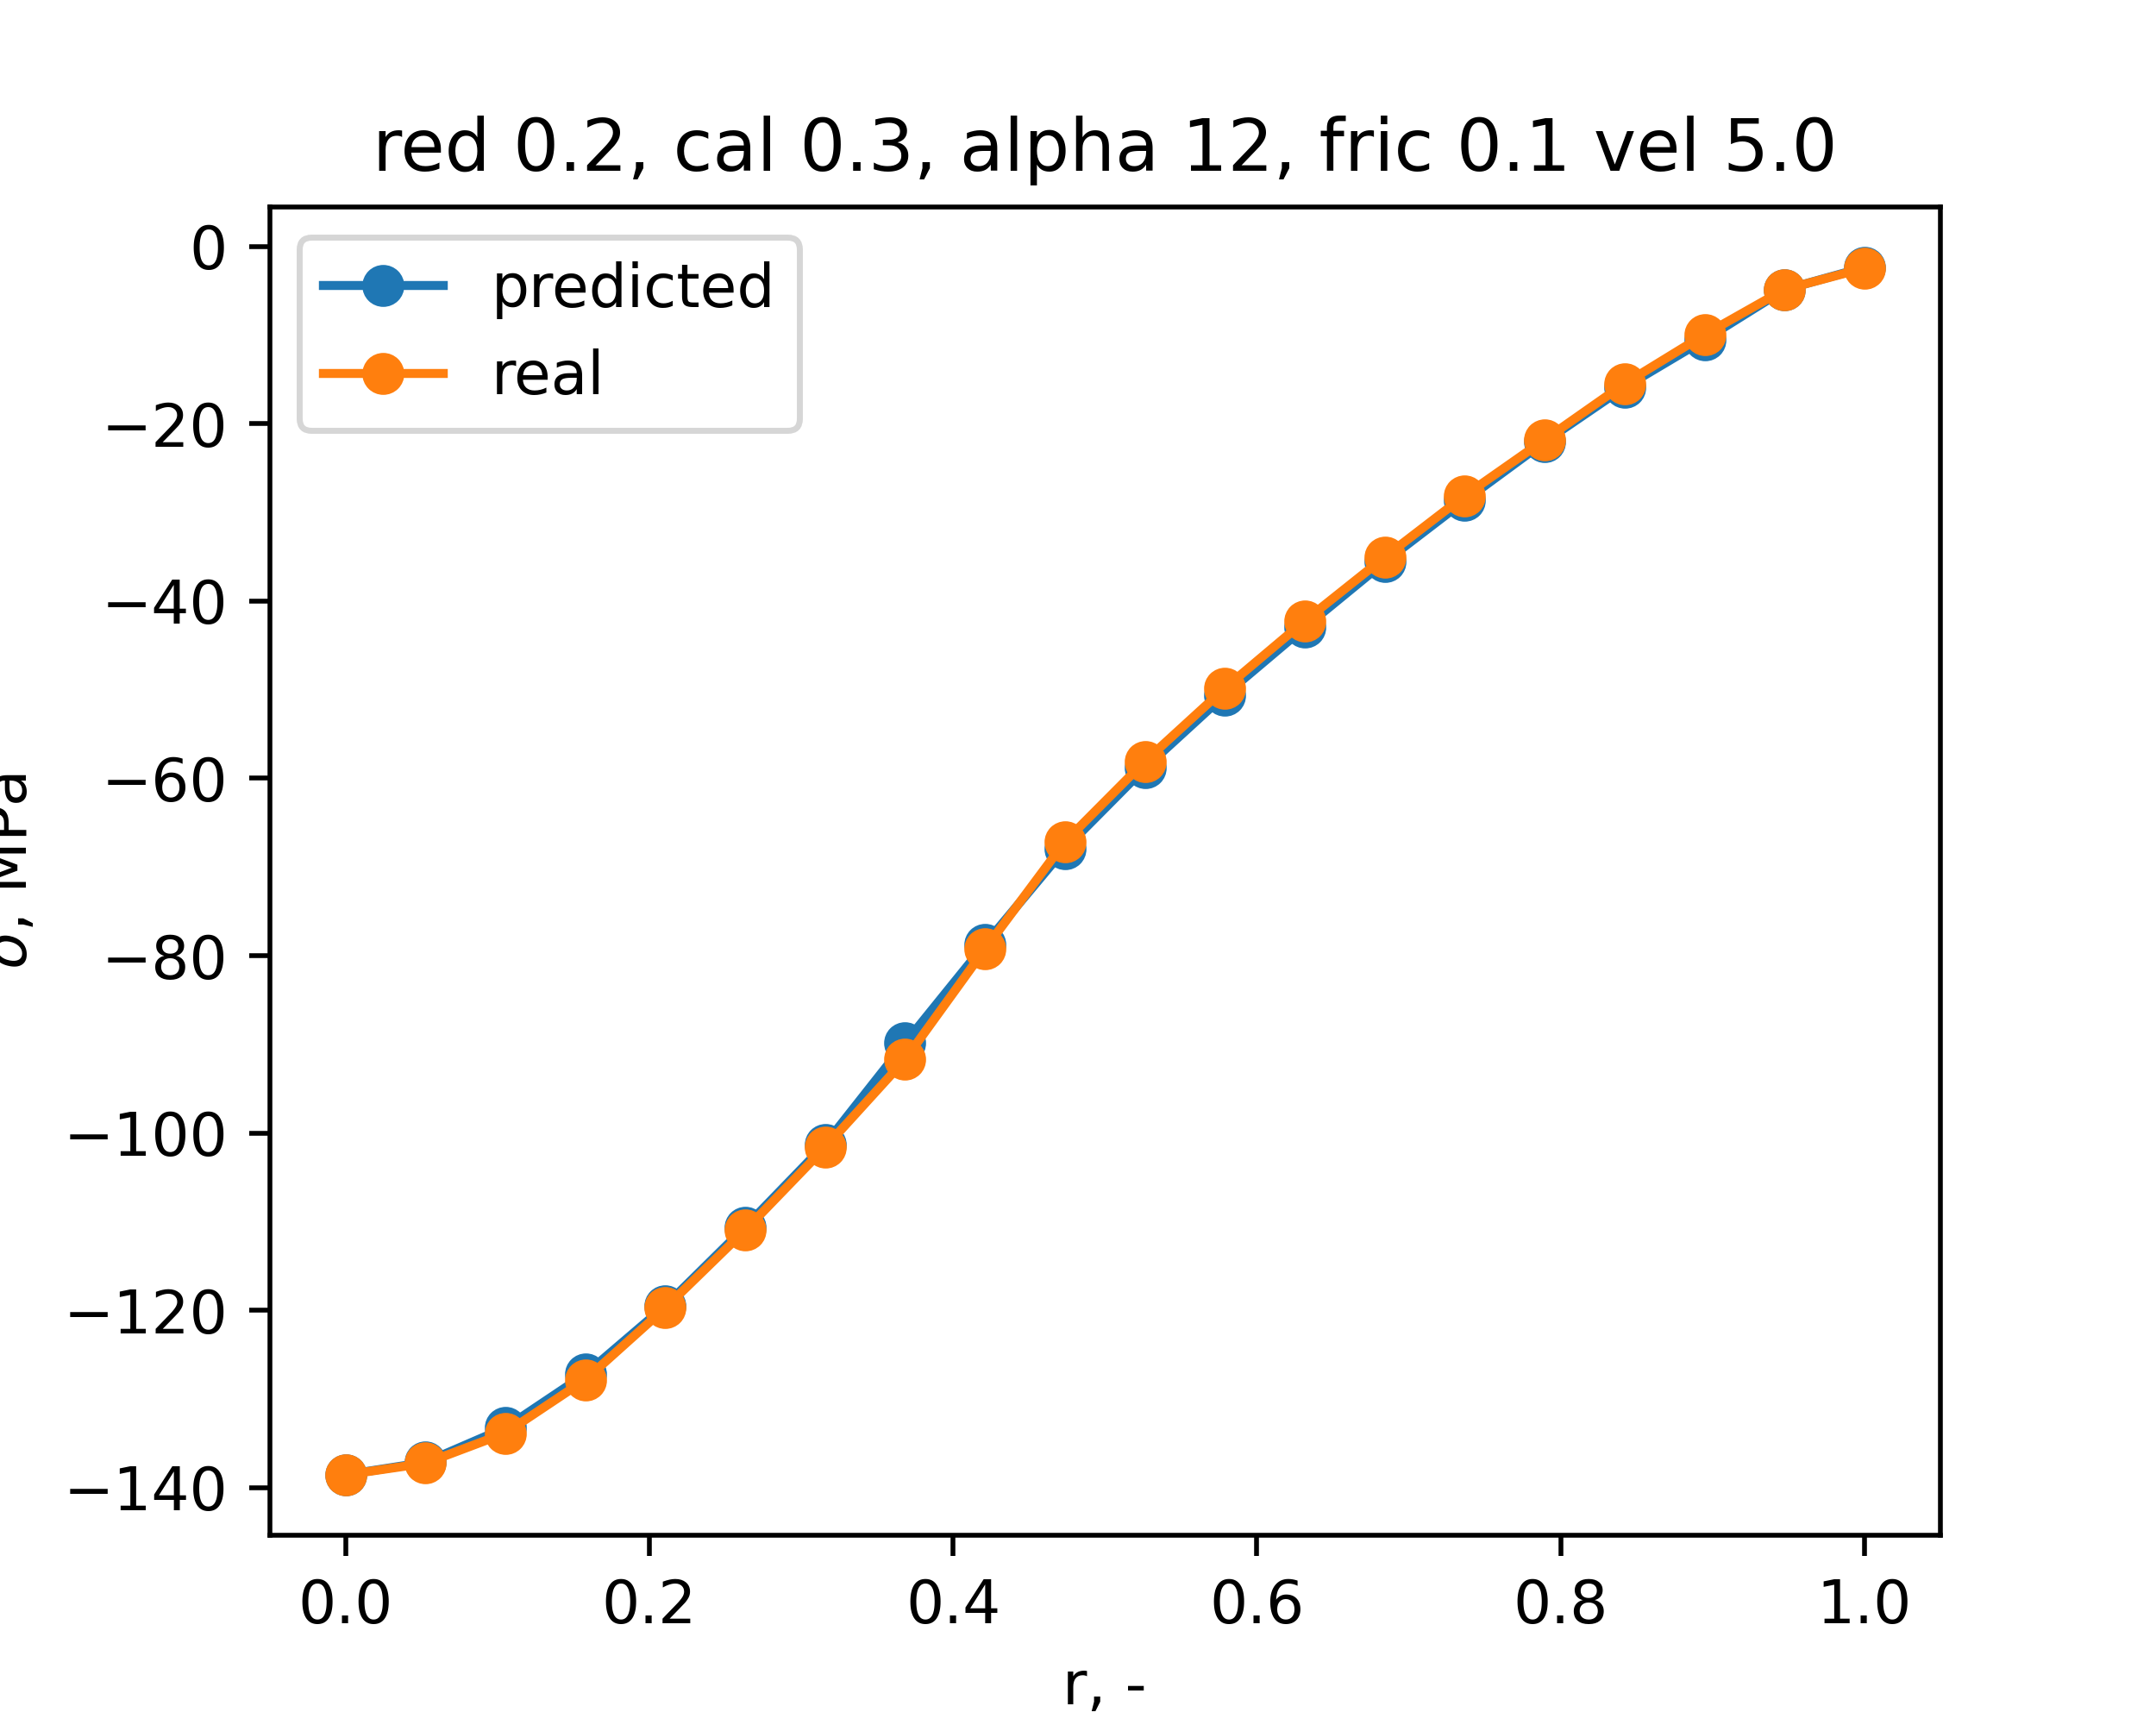 red 0.2, cal 0.3, alpha 12, fric 0.1 vel 5.0
predicted
real
0
−20
−40
−60
−80
−100
−120
−140
, MPa
0.0 0.2 0.4 0.6 0.8 1.0
r, -